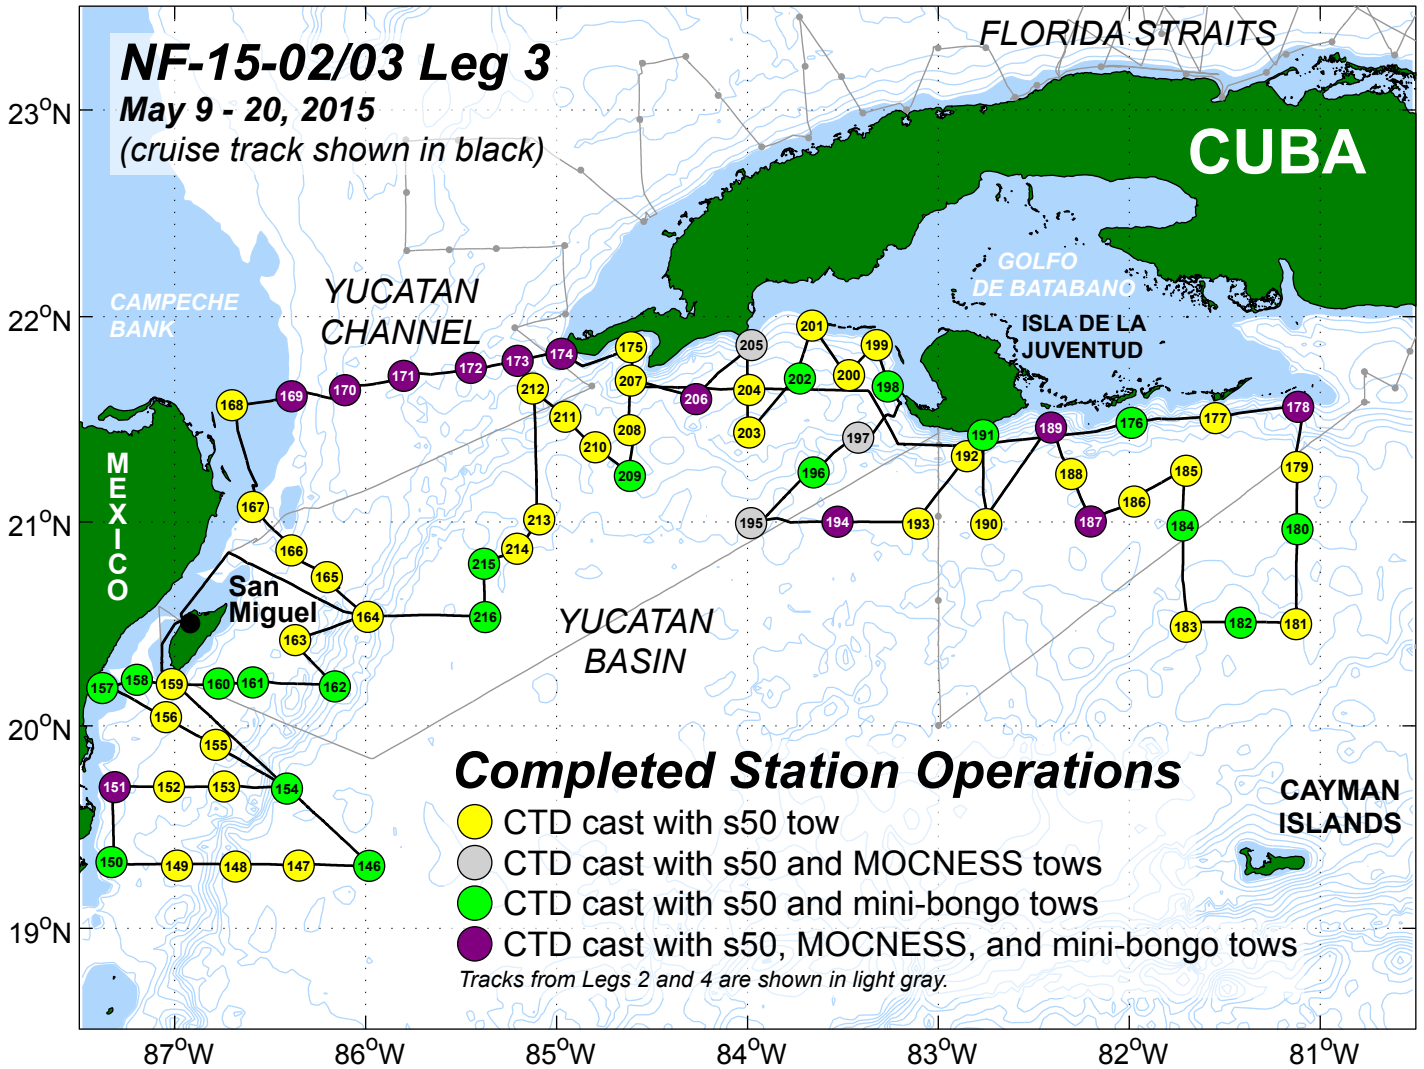 NF-15-02/03 Leg 3
May 9 - 20, 2015
(cruise track shown in black)
FLORIDA STRAITS
CUBA
23°N
22°N
21°N
20°N
19°N
CAMPECHE
BANK
YUCATAN
CHANNEL
GOLFO
DE BATABANO
ISLA DE LA
JUVENTUD
MEXICO
San
Miguel
YUCATAN
BASIN
CAYMAN
ISLANDS
201
205
199
175
174
173
172
171
170
169
168
212
207
206
204
202
200
198
211
208
203
210
209
197
196
191
189
176
177
178
192
188
187
186
185
179
167
213
195
194
193
190
184
180
166
214
215
165
164
216
163
183
182
181
157
158
159
160
161
162
156
155
151
152
153
154
150
149
148
147
146
Completed Station Operations
CTD cast with s50 tow
CTD cast with s50 and MOCNESS tows
CTD cast with s50 and mini-bongo tows
CTD cast with s50, MOCNESS, and mini-bongo tows
Tracks from Legs 2 and 4 are shown in light gray.
87°W
86°W
85°W
84°W
83°W
82°W
81°W